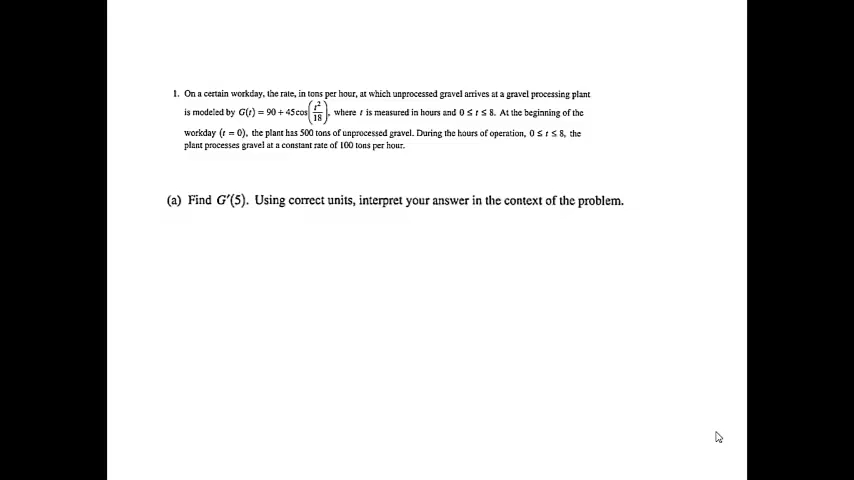 1. On a certain workday, the rate, in tons per hour, at which unprocessed gravel arrives at a gravel processing plant
is modeled by G(t) = 90 + 45cos(t²/18), where t is measured in hours and 0 ≤ t ≤ 8. At the beginning of the
workday (t = 0), the plant has 500 tons of unprocessed gravel. During the hours of operation, 0 ≤ t ≤ 8, the
plant processes gravel at a constant rate of 100 tons per hour.
(a) Find G′(5). Using correct units, interpret your answer in the context of the problem.